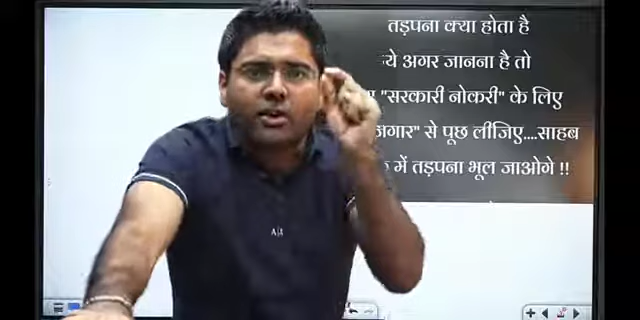 तड़पना क्या होता है
ये अगर जानना है तो
"सरकारी नोकरी" के लिए
से पूछ लीजिए....साहब
में तड़पना भूल जाओगे !!
A|X